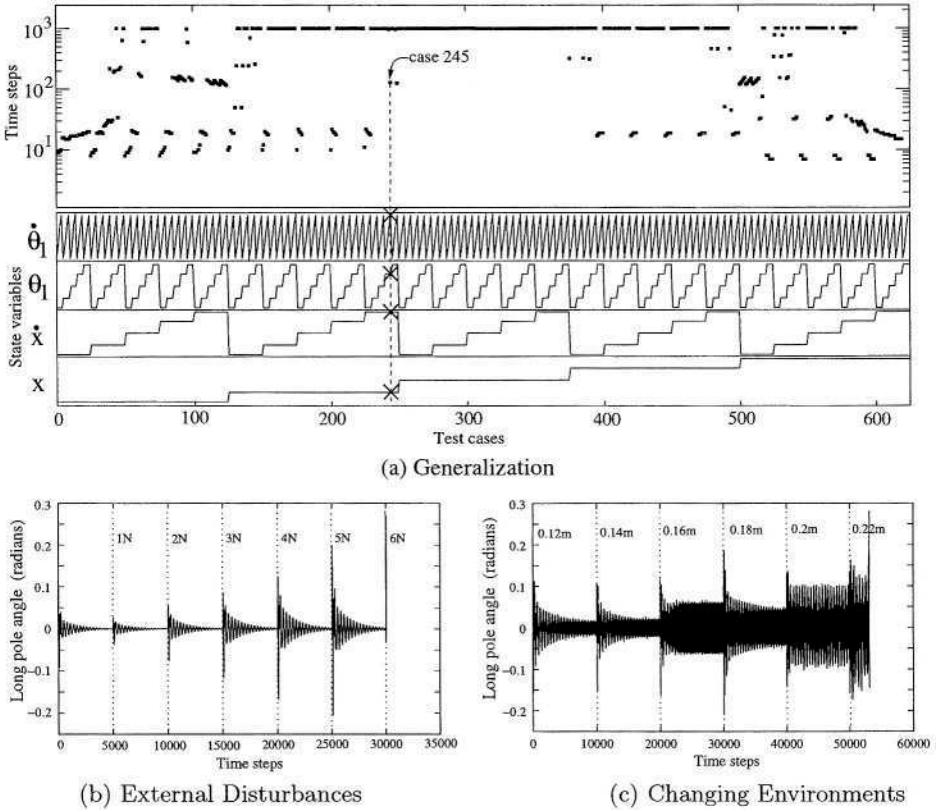 10³
10²
10¹
Time steps
case 245
θ̇₁
θ₁
ẋ
x
State variables
0 100 200 300 400 500 600
Test cases
(a) Generalization
0.3
0.2
0.1
0
−0.1
−0.2
Long pole angle (radians)
1N 2N 3N 4N 5N 6N
0 5000 10000 15000 20000 25000 30000 35000
Time steps
(b) External Disturbances
0.3
0.2
0.1
0
−0.1
−0.2
Long pole angle (radians)
0.12m 0.14m 0.16m 0.18m 0.2m 0.22m
0 10000 20000 30000 40000 50000 60000
Time steps
(c) Changing Environments